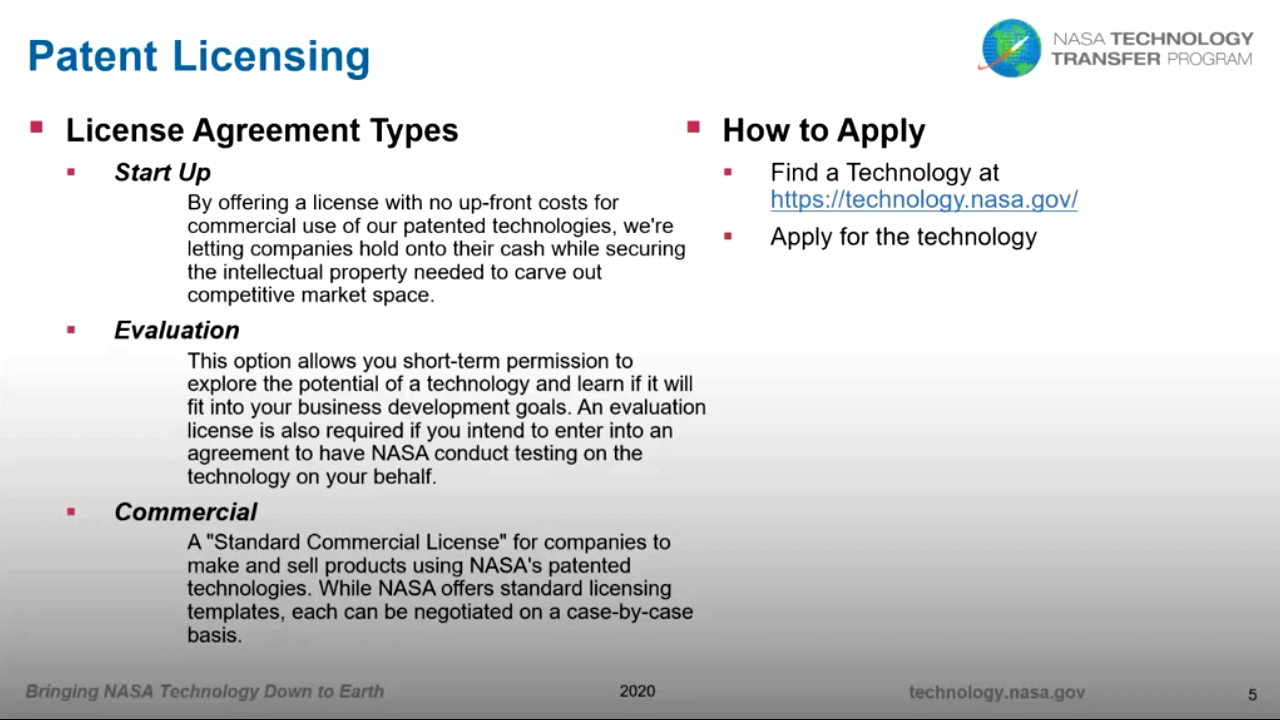 Patent Licensing
NASA TECHNOLOGY
TRANSFER PROGRAM
License Agreement Types
Start Up
By offering a license with no up-front costs for
commercial use of our patented technologies, we're
letting companies hold onto their cash while securing
the intellectual property needed to carve out
competitive market space.
Evaluation
This option allows you short-term permission to
explore the potential of a technology and learn if it will
fit into your business development goals. An evaluation
license is also required if you intend to enter into an
agreement to have NASA conduct testing on the
technology on your behalf.
Commercial
A "Standard Commercial License" for companies to
make and sell products using NASA's patented
technologies. While NASA offers standard licensing
templates, each can be negotiated on a case-by-case
basis.
How to Apply
Find a Technology at
https://technology.nasa.gov/
Apply for the technology
Bringing NASA Technology Down to Earth
2020
technology.nasa.gov
5